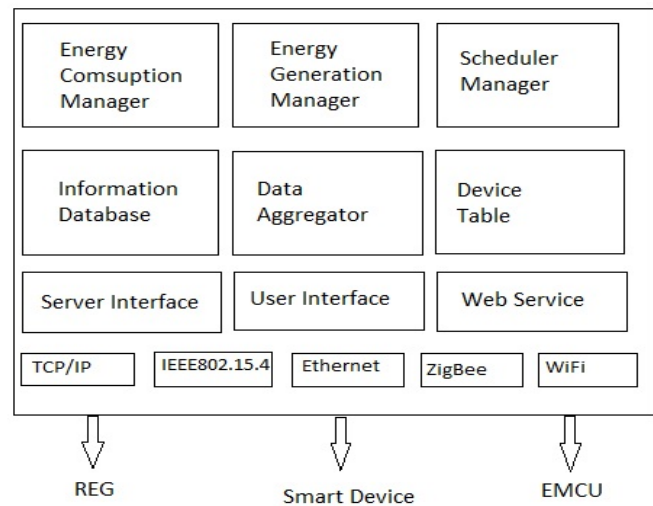 Energy
Comsuption
Manager
Energy
Generation
Manager
Scheduler
Manager
Information
Database
Data
Aggregator
Device
Table
Server Interface
User Interface
Web Service
TCP/IP
IEEE802.15.4
Ethernet
ZigBee
WiFi
REG
Smart Device
EMCU